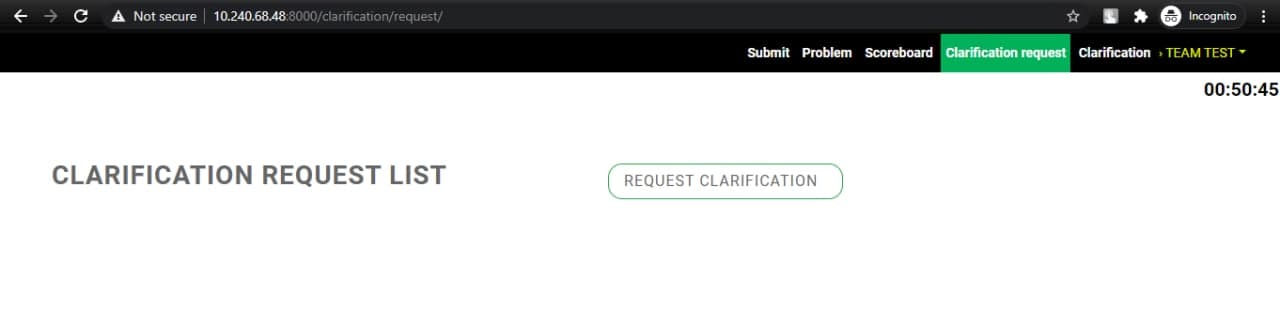 Not secure 10.240.68.48:8000/clarification/request/ Incognito
Submit Problem Scoreboard Clarification request Clarification › TEAM TEST
00:50:45
CLARIFICATION REQUEST LIST REQUEST CLARIFICATION